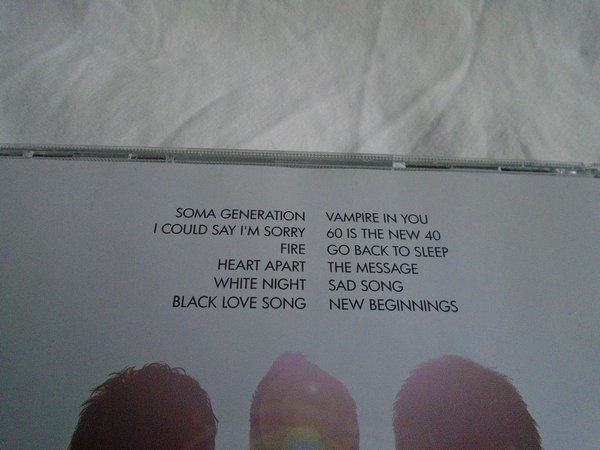 SOMA GENERATION
I COULD SAY I'M SORRY
FIRE
HEART APART
WHITE NIGHT
BLACK LOVE SONG
VAMPIRE IN YOU
60 IS THE NEW 40
GO BACK TO SLEEP
THE MESSAGE
SAD SONG
NEW BEGINNINGS